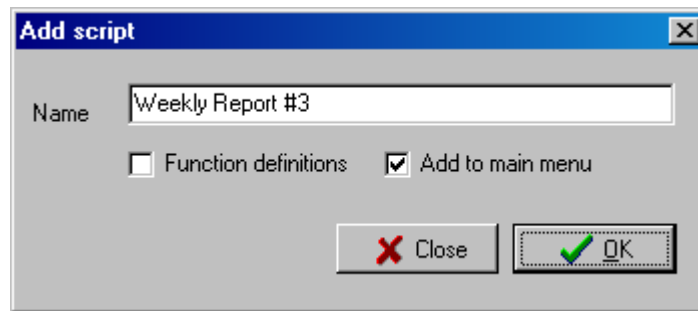 Add script
Name
Weekly Report #3
Function definitions
Add to main menu
Close
OK